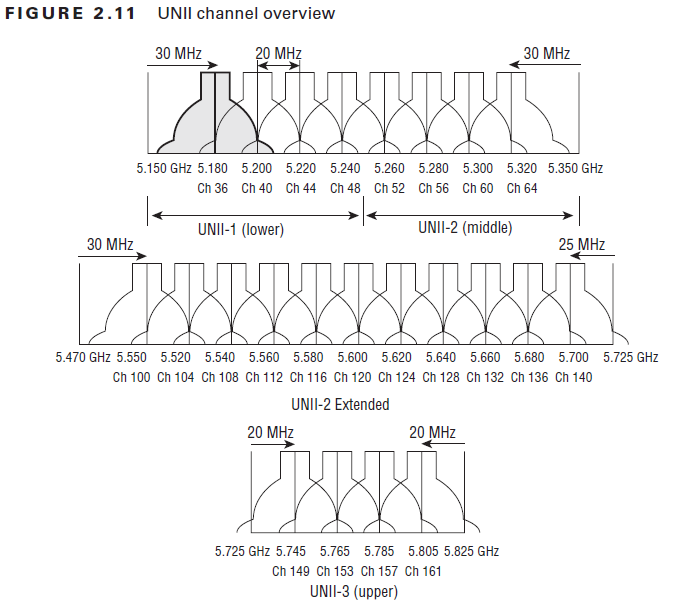 FIGURE 2.11 UNII channel overview
30 MHz 20 MHz 30 MHz
5.150 GHz 5.180 5.200 5.220 5.240 5.260 5.280 5.300 5.320 5.350 GHz
Ch 36 Ch 40 Ch 44 Ch 48 Ch 52 Ch 56 Ch 60 Ch 64
UNII-1 (lower) UNII-2 (middle)
30 MHz 25 MHz
5.470 GHz 5.550 5.520 5.540 5.560 5.580 5.600 5.620 5.640 5.660 5.680 5.700 5.725 GHz
Ch 100 Ch 104 Ch 108 Ch 112 Ch 116 Ch 120 Ch 124 Ch 128 Ch 132 Ch 136 Ch 140
UNII-2 Extended
20 MHz 20 MHz
5.725 GHz 5.745 5.765 5.785 5.805 5.825 GHz
Ch 149 Ch 153 Ch 157 Ch 161
UNII-3 (upper)